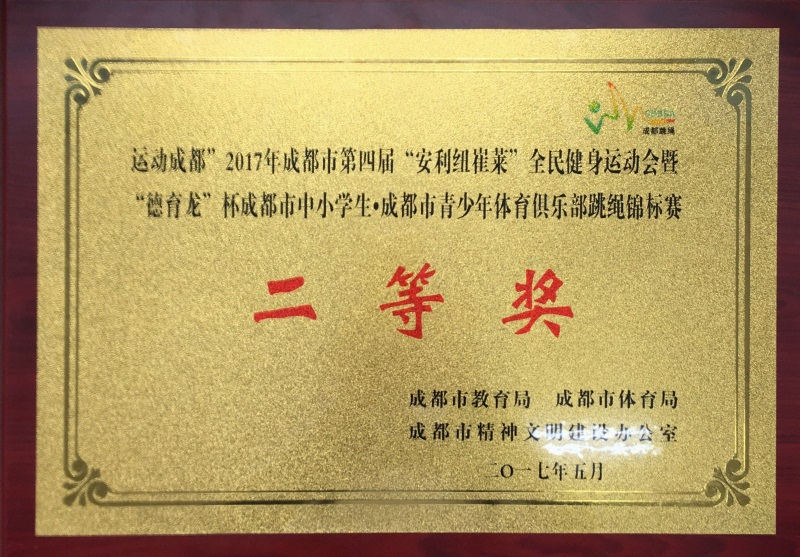 成都跳绳
运动成都”2017年成都市第四届“安利纽崔莱”全民健身运动会暨
“德育龙”杯成都市中小学生·成都市青少年体育俱乐部跳绳锦标赛
二等奖
成都市教育局 成都市体育局
成都市精神文明建设办公室
二〇一七年五月